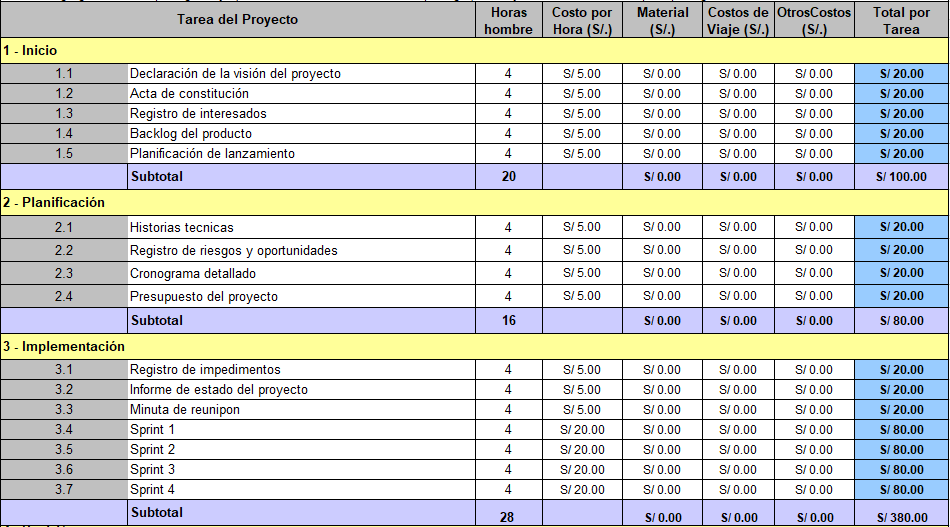 Tarea del Proyecto Horas hombre Costo por Hora (S/.) Material (S/.) Costos de Viaje (S/.) OtrosCostos (S/.) Total por Tarea
1 - Inicio
1.1 Declaración de la visión del proyecto 4 S/ 5.00 S/ 0.00 S/ 0.00 S/ 0.00 S/ 20.00
1.2 Acta de constitución 4 S/ 5.00 S/ 0.00 S/ 0.00 S/ 0.00 S/ 20.00
1.3 Registro de interesados 4 S/ 5.00 S/ 0.00 S/ 0.00 S/ 0.00 S/ 20.00
1.4 Backlog del producto 4 S/ 5.00 S/ 0.00 S/ 0.00 S/ 0.00 S/ 20.00
1.5 Planificación de lanzamiento 4 S/ 5.00 S/ 0.00 S/ 0.00 S/ 0.00 S/ 20.00
Subtotal 20 S/ 0.00 S/ 0.00 S/ 0.00 S/ 100.00
2 - Planificación
2.1 Historias tecnicas 4 S/ 5.00 S/ 0.00 S/ 0.00 S/ 0.00 S/ 20.00
2.2 Registro de riesgos y oportunidades 4 S/ 5.00 S/ 0.00 S/ 0.00 S/ 0.00 S/ 20.00
2.3 Cronograma detallado 4 S/ 5.00 S/ 0.00 S/ 0.00 S/ 0.00 S/ 20.00
2.4 Presupuesto del proyecto 4 S/ 5.00 S/ 0.00 S/ 0.00 S/ 0.00 S/ 20.00
Subtotal 16 S/ 0.00 S/ 0.00 S/ 0.00 S/ 80.00
3 - Implementación
3.1 Registro de impedimentos 4 S/ 5.00 S/ 0.00 S/ 0.00 S/ 0.00 S/ 20.00
3.2 Informe de estado del proyecto 4 S/ 5.00 S/ 0.00 S/ 0.00 S/ 0.00 S/ 20.00
3.3 Minuta de reunipon 4 S/ 5.00 S/ 0.00 S/ 0.00 S/ 0.00 S/ 20.00
3.4 Sprint 1 4 S/ 20.00 S/ 0.00 S/ 0.00 S/ 0.00 S/ 80.00
3.5 Sprint 2 4 S/ 20.00 S/ 0.00 S/ 0.00 S/ 0.00 S/ 80.00
3.6 Sprint 3 4 S/ 20.00 S/ 0.00 S/ 0.00 S/ 0.00 S/ 80.00
3.7 Sprint 4 4 S/ 20.00 S/ 0.00 S/ 0.00 S/ 0.00 S/ 80.00
Subtotal 28 S/ 0.00 S/ 0.00 S/ 0.00 S/ 380.00